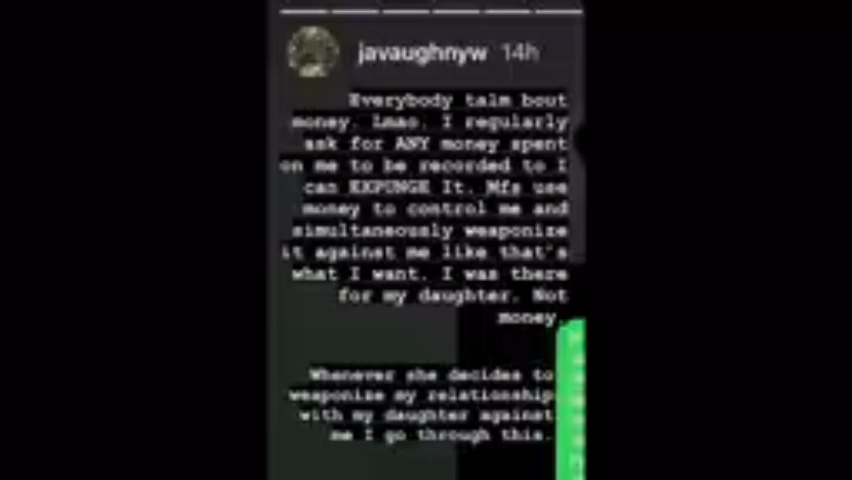 javaughnyw 14h
Everybody talm bout
money. Lmao. I regularly
ask for ANY money spent
on me to be recorded to I
can EXPUNGE It. Mfs use
money to control me and
simultaneously weaponize
it against me like that's
what I want. I was there
for my daughter. Not
money.
Whenever she decides to
weaponize my relationship
with my daughter against
me I go through this.